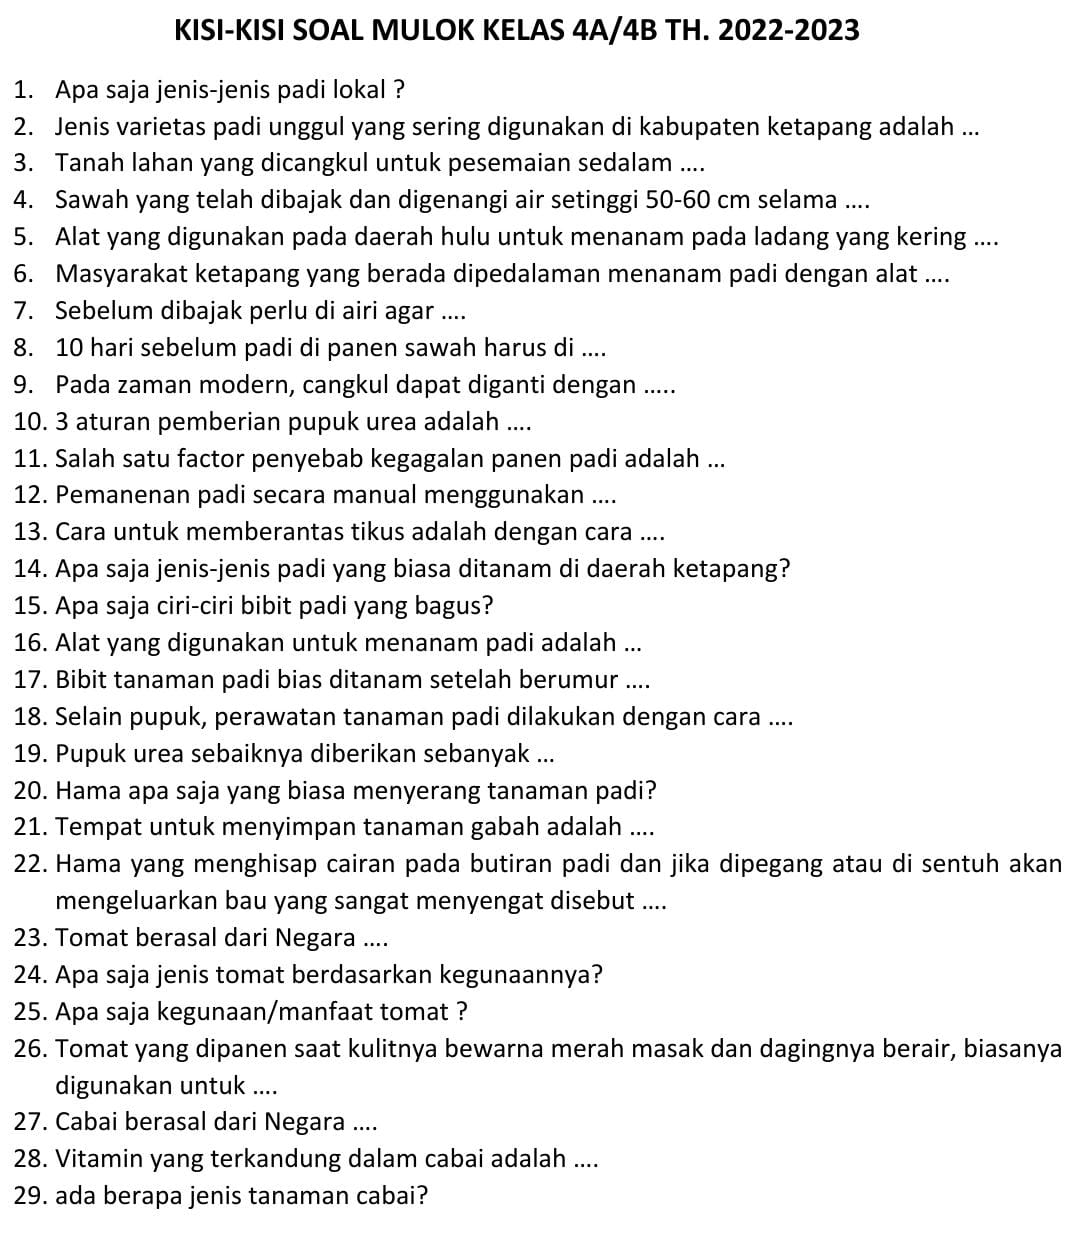 KISI-KISI SOAL MULOK KELAS 4A/4B TH. 2022-2023
1. Apa saja jenis-jenis padi lokal ?
2. Jenis varietas padi unggul yang sering digunakan di kabupaten ketapang adalah ...
3. Tanah lahan yang dicangkul untuk pesemaian sedalam ....
4. Sawah yang telah dibajak dan digenangi air setinggi 50-60 cm selama ....
5. Alat yang digunakan pada daerah hulu untuk menanam pada ladang yang kering ....
6. Masyarakat ketapang yang berada dipedalaman menanam padi dengan alat ....
7. Sebelum dibajak perlu di airi agar ....
8. 10 hari sebelum padi di panen sawah harus di ....
9. Pada zaman modern, cangkul dapat diganti dengan .....
10. 3 aturan pemberian pupuk urea adalah ....
11. Salah satu factor penyebab kegagalan panen padi adalah ...
12. Pemanenan padi secara manual menggunakan ....
13. Cara untuk memberantas tikus adalah dengan cara ....
14. Apa saja jenis-jenis padi yang biasa ditanam di daerah ketapang?
15. Apa saja ciri-ciri bibit padi yang bagus?
16. Alat yang digunakan untuk menanam padi adalah ...
17. Bibit tanaman padi bias ditanam setelah berumur ....
18. Selain pupuk, perawatan tanaman padi dilakukan dengan cara ....
19. Pupuk urea sebaiknya diberikan sebanyak ...
20. Hama apa saja yang biasa menyerang tanaman padi?
21. Tempat untuk menyimpan tanaman gabah adalah ....
22. Hama yang menghisap cairan pada butiran padi dan jika dipegang atau di sentuh akan
mengeluarkan bau yang sangat menyengat disebut ....
23. Tomat berasal dari Negara ....
24. Apa saja jenis tomat berdasarkan kegunaannya?
25. Apa saja kegunaan/manfaat tomat ?
26. Tomat yang dipanen saat kulitnya bewarna merah masak dan dagingnya berair, biasanya
digunakan untuk ....
27. Cabai berasal dari Negara ....
28. Vitamin yang terkandung dalam cabai adalah ....
29. ada berapa jenis tanaman cabai?